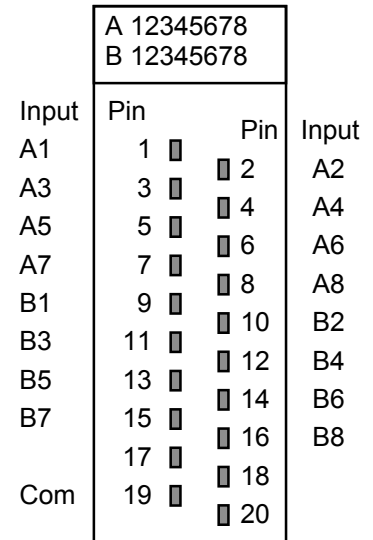 A 12345678
B 12345678
Input Pin Pin Input
A1 1 2 A2
A3 3 4 A4
A5 5 6 A6
A7 7 8 A8
B1 9 10 B2
B3 11 12 B4
B5 13 14 B6
B7 15 16 B8
17 18
Com 19 20